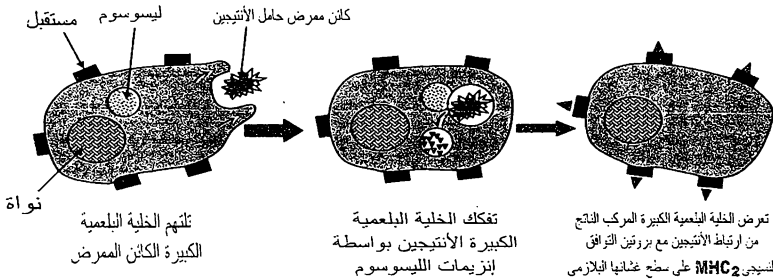 كائن ممرض حامل الأنتيجين
ليسوسوم
مستقبل
نواة
تلتهم الخلية البلعمية
الكبيرة الكائن الممرض
تفكك الخلية البلعمية
الكبيرة الأنتيجين بواسطة
إنزيمات الليسوسوم
تعرض الخلية البلعمية الكبيرة المركب الناتج
من ارتباط الأنتيجين مع بروتين التوافق
النسيجي MHC2 على سطح غشائها البلازمي